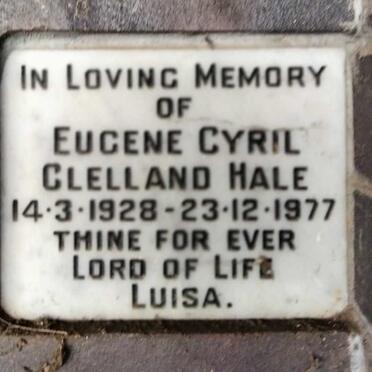 IN LOVING MEMORY
OF
EUGENE CYRIL
CLELLAND HALE
14·3·1928-23·12·1977
THINE FOR EVER
LORD OF LIFE
LUISA.